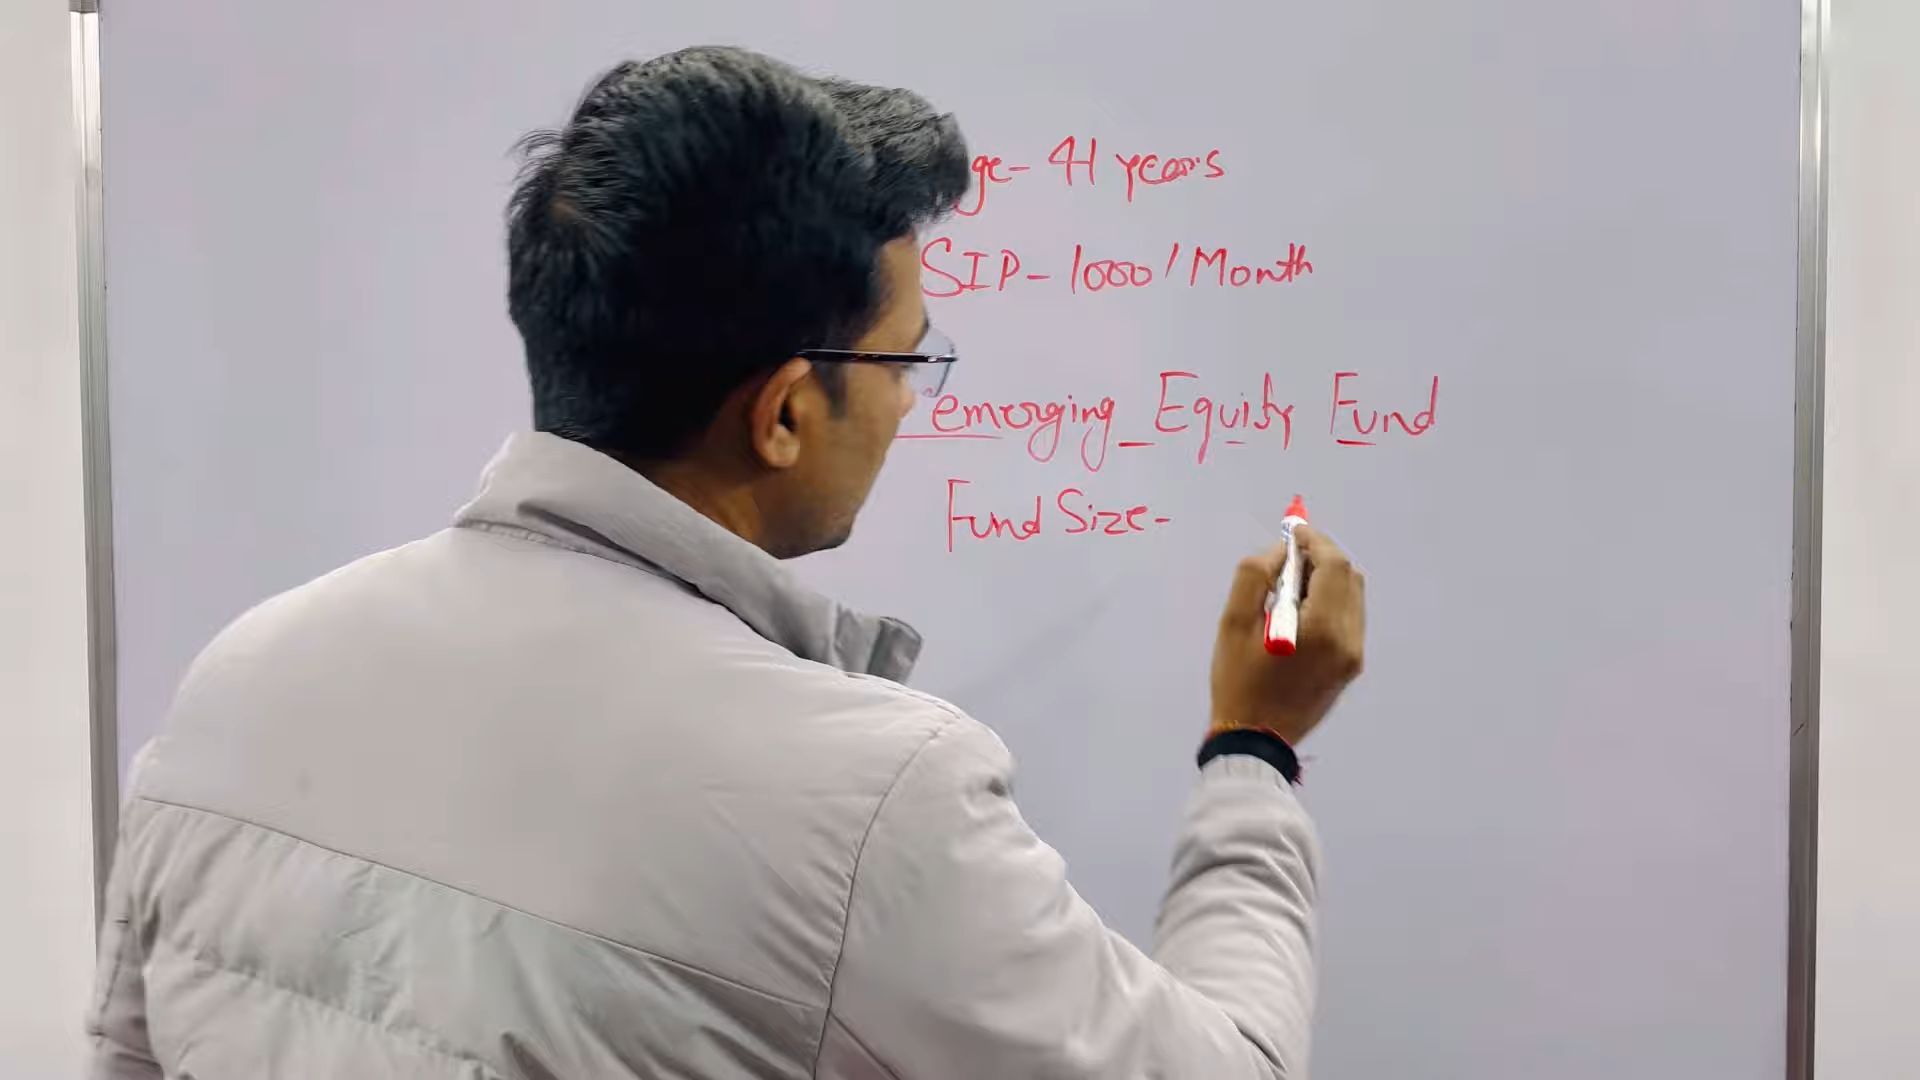 ge- 41 years
SIP- 1000/Month
emerging Equity Fund
Fund Size-